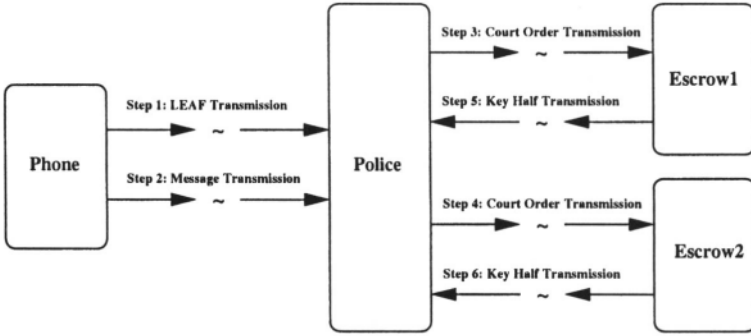 Step 3: Court Order Transmission
~
Escrow1
Step 1: LEAF Transmission
~
Step 5: Key Half Transmission
~
Phone
Police
Step 2: Message Transmission
~
Step 4: Court Order Transmission
~
Escrow2
Step 6: Key Half Transmission
~